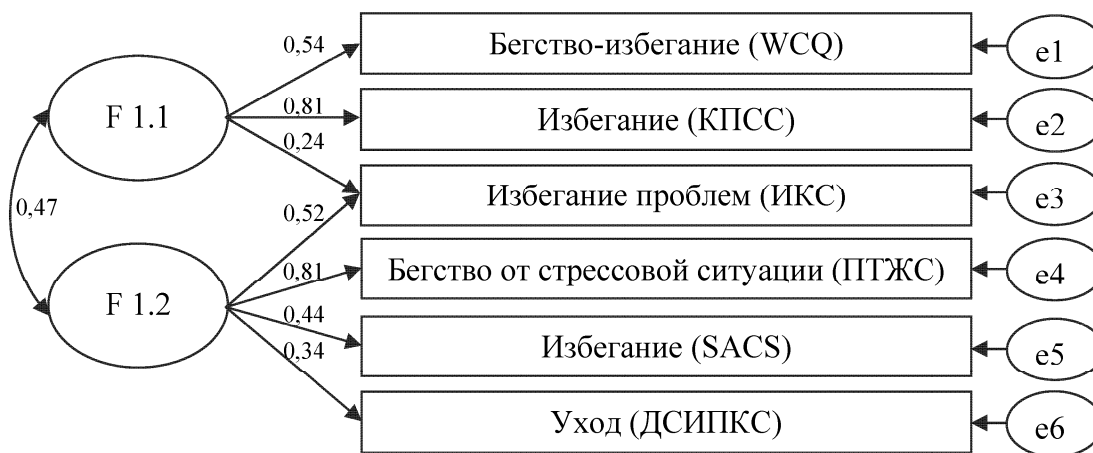 0,54
Бегство-избегание (WCQ)
e1
F 1.1
0,81
Избегание (КПСС)
e2
0,24
Избегание проблем (ИКС)
e3
0,47
0,52
0,81
Бегство от стрессовой ситуации (ПТЖС)
e4
F 1.2
0,44
Избегание (SACS)
e5
0,34
Уход (ДСИПКС)
e6